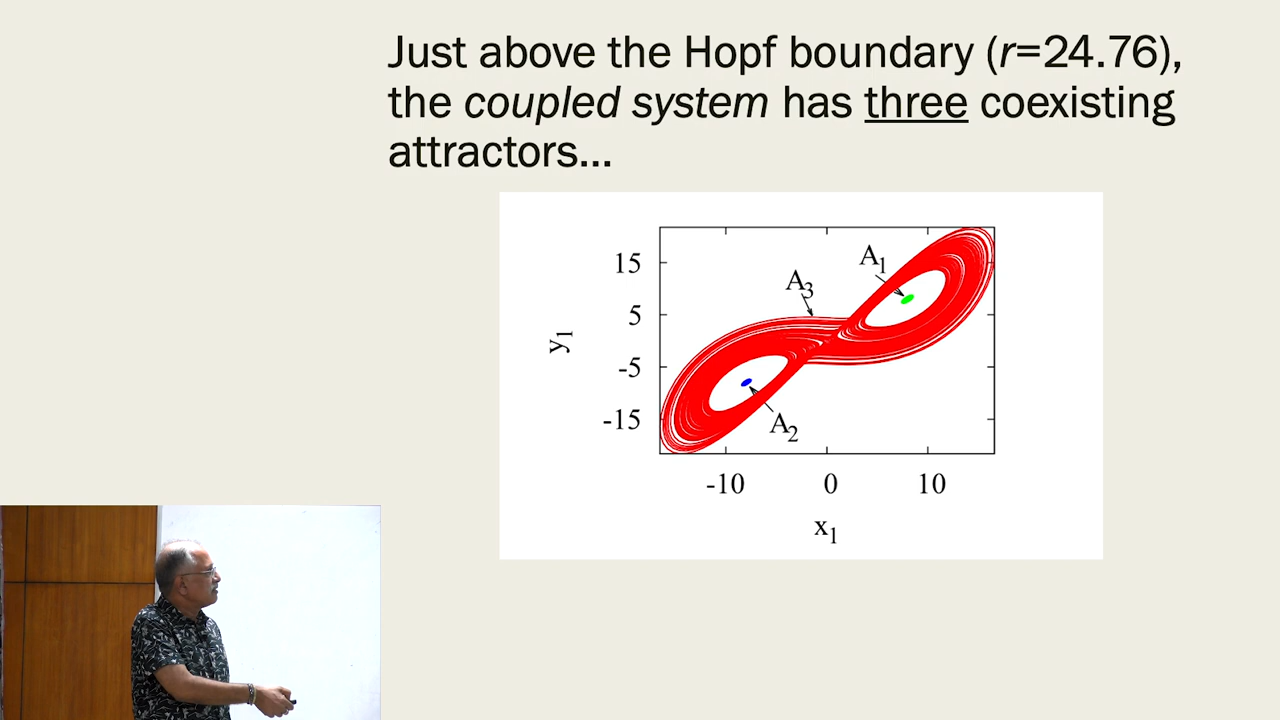 Just above the Hopf boundary (r=24.76),
the coupled system has three coexisting
attractors...
15
5
-5
-15
y1
A1
A3
A2
-10 0 10
x1